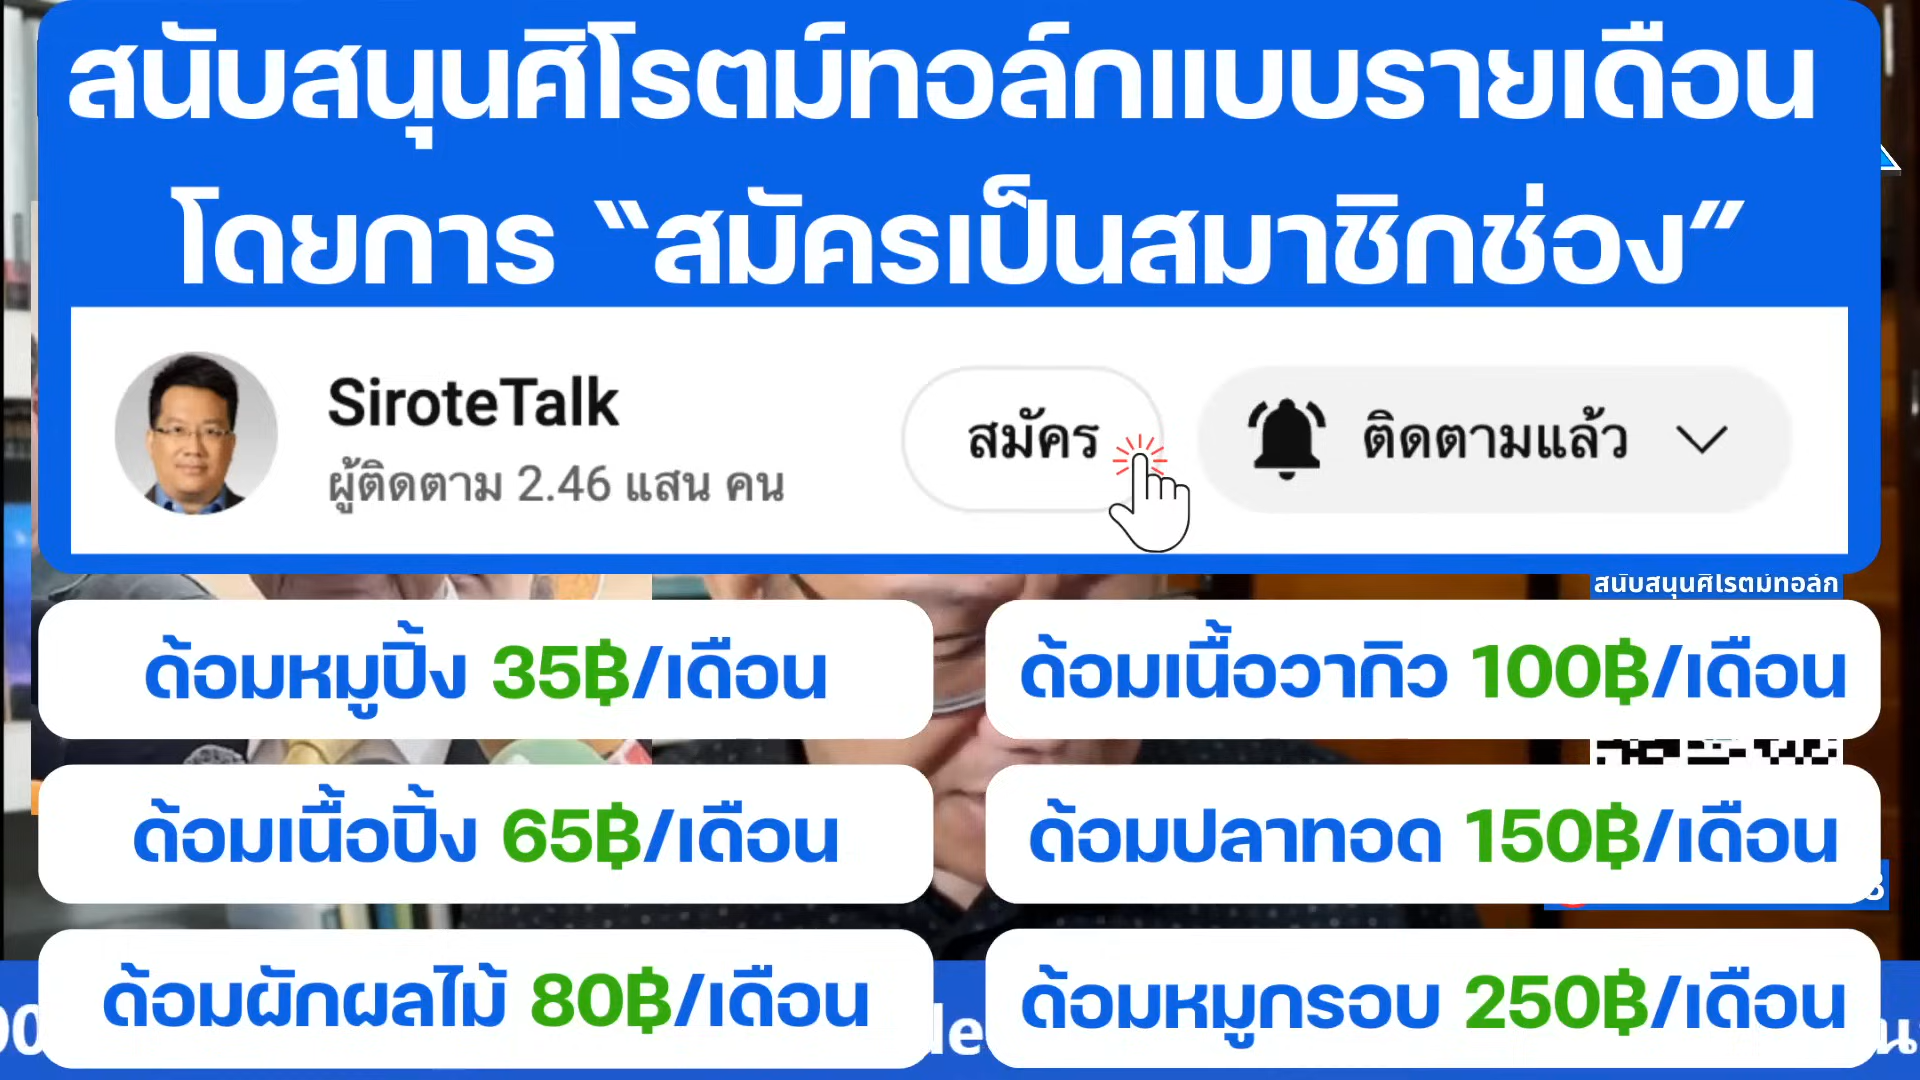 สนับสนุนศิโรตม์ทอล์กแบบรายเดือน
โดยการ “สมัครเป็นสมาชิกช่อง”
SiroteTalk
ผู้ติดตาม 2.46 แสน คน
สมัคร
ติดตามแล้ว
สนับสนุนศิโรตม์ทอล์ก
ด้อมหมูปิ้ง 35฿/เดือน
ด้อมเนื้อวากิว 100฿/เดือน
ด้อมเนื้อปิ้ง 65฿/เดือน
ด้อมปลาทอด 150฿/เดือน
ด้อมผักผลไม้ 80฿/เดือน
ด้อมหมูกรอบ 250฿/เดือน